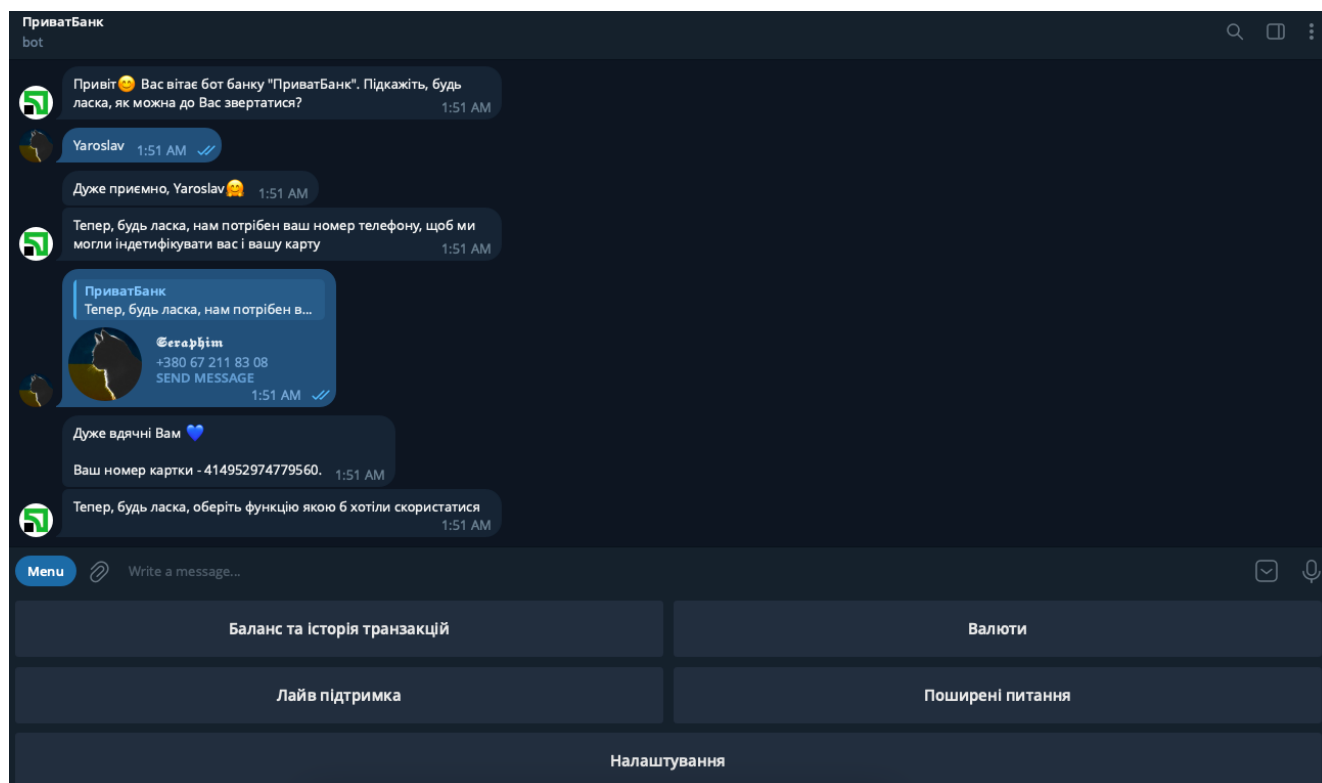 ПриватБанк
bot
Привіт😊 Вас вітає бот банку "ПриватБанк". Підкажіть, будь
ласка, як можна до Вас звертатися?
1:51 AM
Yaroslav 1:51 AM
Дуже приємно, Yaroslav🤗 1:51 AM
Тепер, будь ласка, нам потрібен ваш номер телефону, щоб ми
могли індетифікувати вас і вашу карту
1:51 AM
ПриватБанк
Тепер, будь ласка, нам потрібен в...
𝕾𝖊𝖗𝖆𝖕𝖍𝖎𝖒
+380 67 211 83 08
SEND MESSAGE
1:51 AM
Дуже вдячні Вам 💙
Ваш номер картки - 414952974779560. 1:51 AM
Тепер, будь ласка, оберіть функцію якою б хотіли скористатися
1:51 AM
Menu Write a message...
Баланс та історія транзакцій
Валюти
Лайв підтримка
Поширені питання
Налаштування